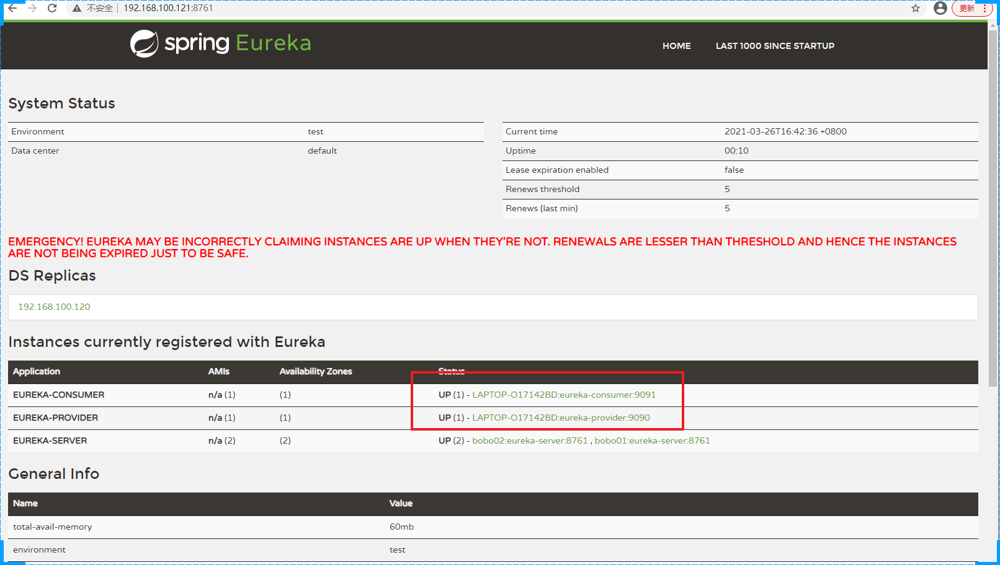 不安全 192.168.100.121:8761 更新
spring Eureka HOME LAST 1000 SINCE STARTUP
System Status
Environment test Current time 2021-03-26T16:42:36 +0800
Data center default Uptime 00:10
Lease expiration enabled false
Renews threshold 5
Renews (last min) 5
EMERGENCY! EUREKA MAY BE INCORRECTLY CLAIMING INSTANCES ARE UP WHEN THEY'RE NOT. RENEWALS ARE LESSER THAN THRESHOLD AND HENCE THE INSTANCES
ARE NOT BEING EXPIRED JUST TO BE SAFE.
DS Replicas
192.168.100.120
Instances currently registered with Eureka
Application AMIs Availability Zones Status
EUREKA-CONSUMER n/a (1) (1) UP (1) - LAPTOP-O17142BD:eureka-consumer:9091
EUREKA-PROVIDER n/a (1) (1) UP (1) - LAPTOP-O17142BD:eureka-provider:9090
EUREKA-SERVER n/a (2) (2) UP (2) - bobo02:eureka-server:8761 , bobo01:eureka-server:8761
General Info
Name Value
total-avail-memory 60mb
environment test